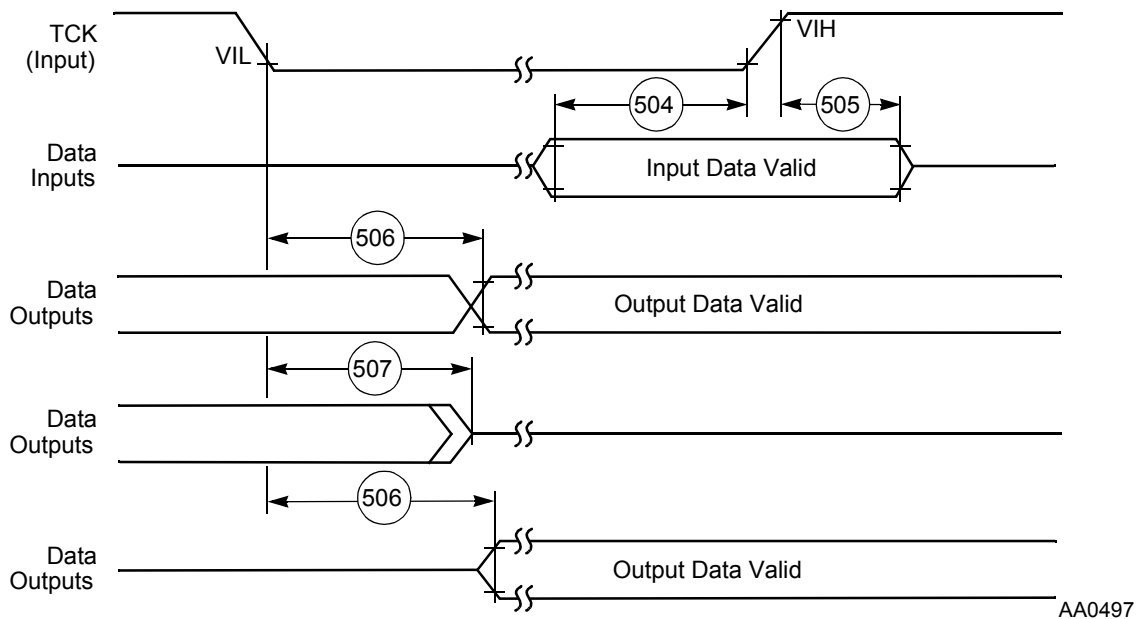 TCK
(Input)
VIL
VIH
504
505
Data
Inputs
Input Data Valid
506
Data
Outputs
Output Data Valid
507
Data
Outputs
506
Data
Outputs
Output Data Valid
AA0497